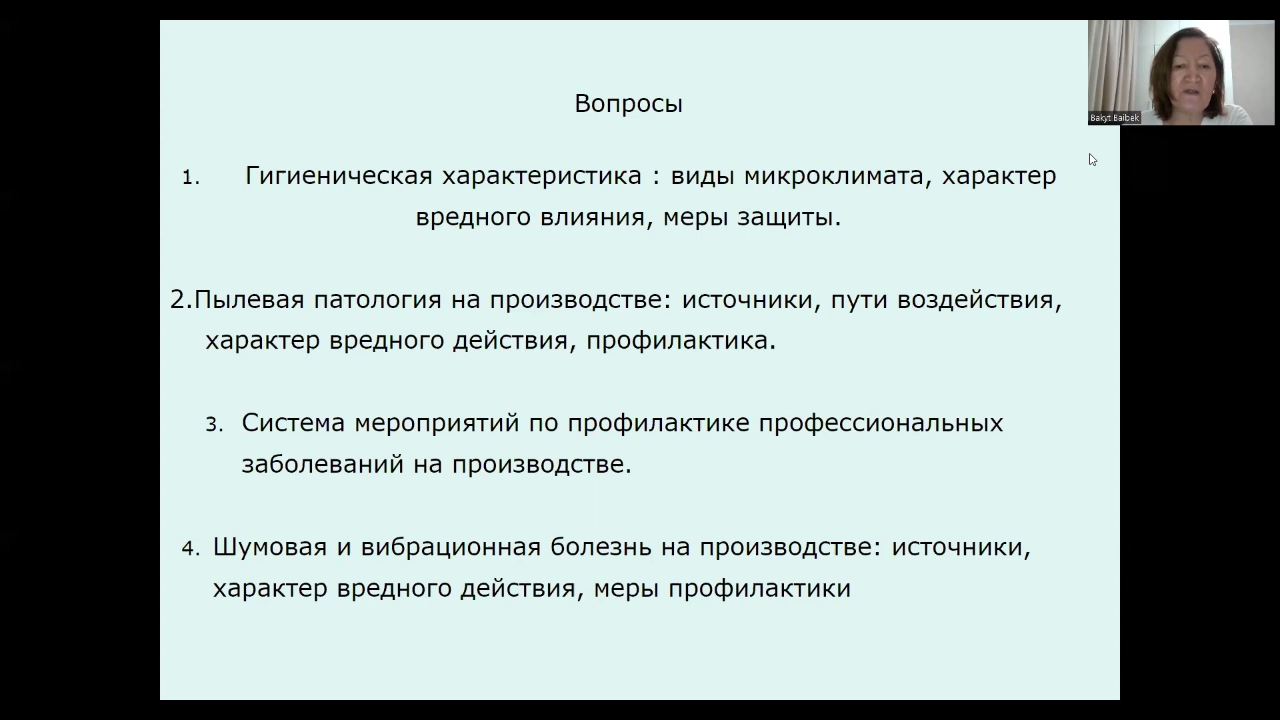 Вопросы
1. Гигиеническая характеристика : виды микроклимата, характер
вредного влияния, меры защиты.
2.Пылевая патология на производстве: источники, пути воздействия,
характер вредного действия, профилактика.
3. Система мероприятий по профилактике профессиональных
заболеваний на производстве.
4. Шумовая и вибрационная болезнь на производстве: источники,
характер вредного действия, меры профилактики
Bakyt Baibek